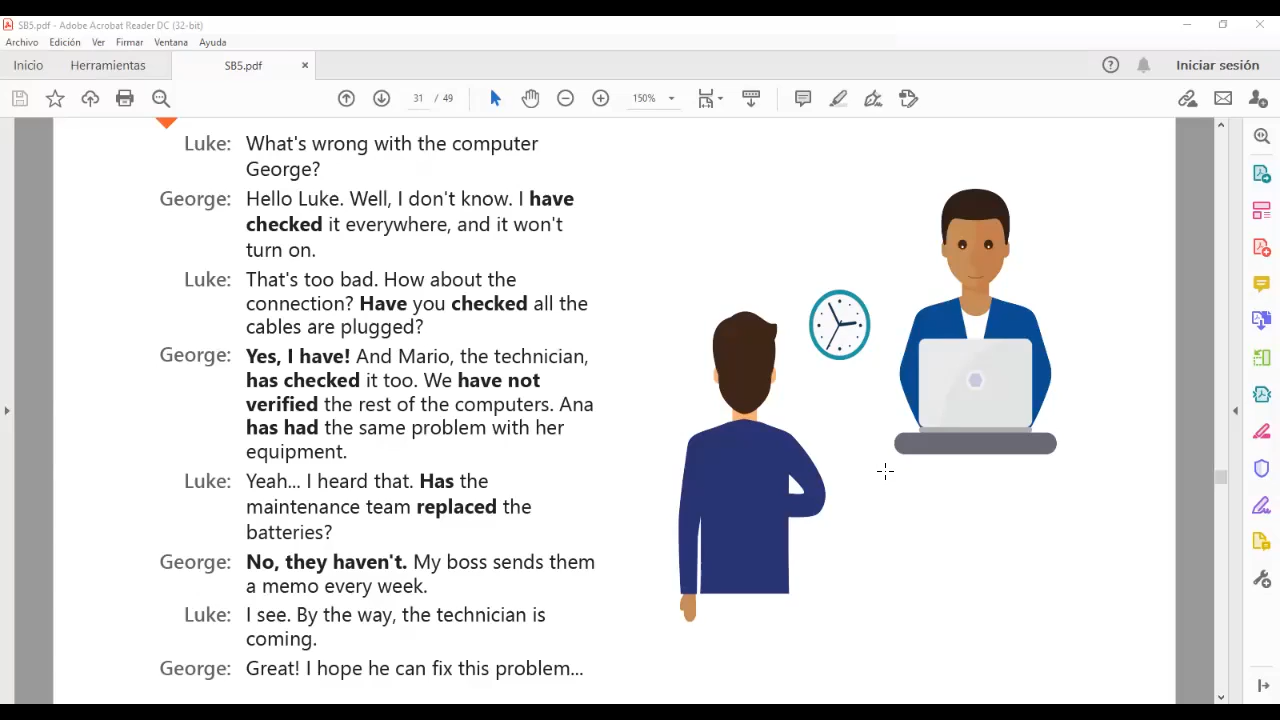 SB5.pdf - Adobe Acrobat Reader DC (32-bit)
Archivo Edición Ver Firmar Ventana Ayuda
Inicio Herramientas SB5.pdf × Iniciar sesión
31 / 49 150%
Luke: What's wrong with the computer
George?
George: Hello Luke. Well, I don't know. I have
checked it everywhere, and it won't
turn on.
Luke: That's too bad. How about the
connection? Have you checked all the
cables are plugged?
George: Yes, I have! And Mario, the technician,
has checked it too. We have not
verified the rest of the computers. Ana
has had the same problem with her
equipment.
Luke: Yeah... I heard that. Has the
maintenance team replaced the
batteries?
George: No, they haven't. My boss sends them
a memo every week.
Luke: I see. By the way, the technician is
coming.
George: Great! I hope he can fix this problem...